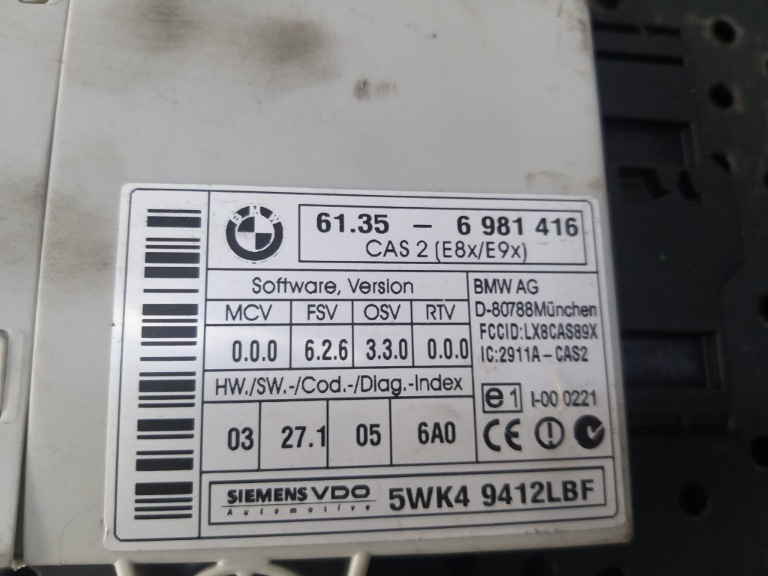 BMW
61.35 - 6 981 416
CAS 2 (E8x/E9x)
Software, Version
MCV FSV OSV RTV
0.0.0 6.2.6 3.3.0 0.0.0
HW./SW.-/Cod.-/Diag.-Index
03 27.1 05 6A0
BMW AG
D-80788München
FCCID:LX8CAS89X
IC:2911A-CAS2
e1 I-00 0221
CE
SIEMENS VDO
Automotive
5WK4 9412LBF